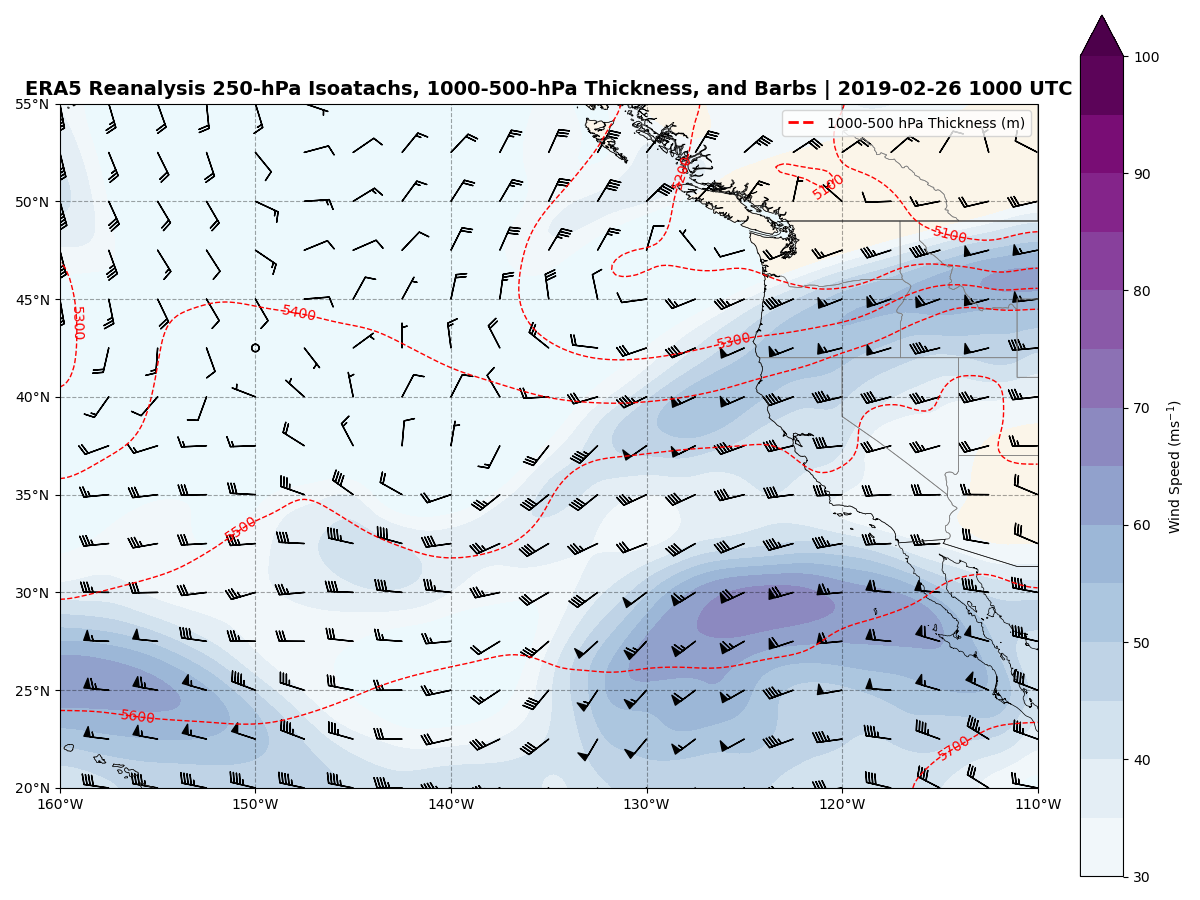 ERA5 Reanalysis 250-hPa Isoatachs, 1000-500-hPa Thickness, and Barbs | 2019-02-26 1000 UTC
1000-500 hPa Thickness (m)
55°N
50°N
45°N
40°N
35°N
30°N
25°N
20°N
160°W
150°W
140°W
130°W
120°W
110°W
5200
5100
5100
5300
5400
5300
5500
5600
5700
100
90
80
70
60
50
40
30
Wind Speed (ms⁻¹)